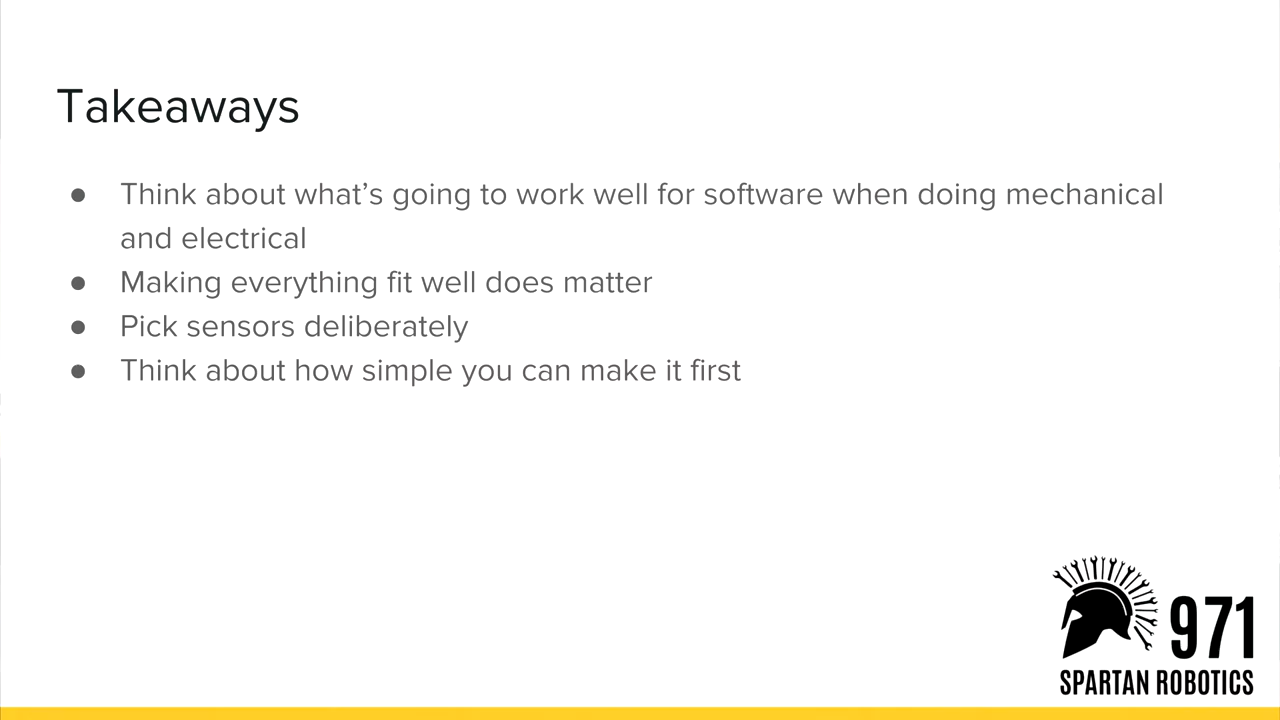 Takeaways
● Think about what’s going to work well for software when doing mechanical
and electrical
● Making everything fit well does matter
● Pick sensors deliberately
● Think about how simple you can make it first
971
SPARTAN ROBOTICS